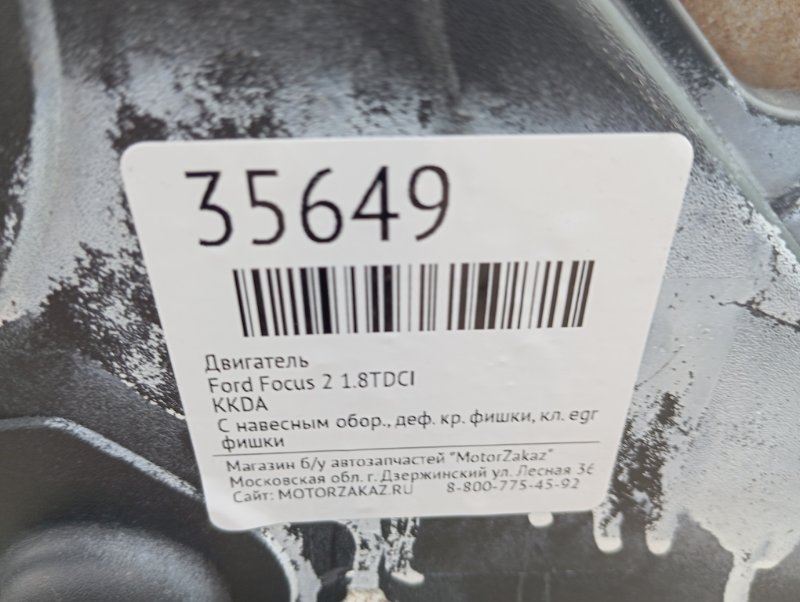 35649
Двигатель
Ford Focus 2 1.8TDCI
KKDA
С навесным обор., деф. кр. фишки, кл. egr
фишки
Магазин б/у автозапчастей "MotorZakaz"
Московская обл. г. Дзержинский ул. Лесная 36
Сайт: MOTORZAKAZ.RU 8-800-775-45-92